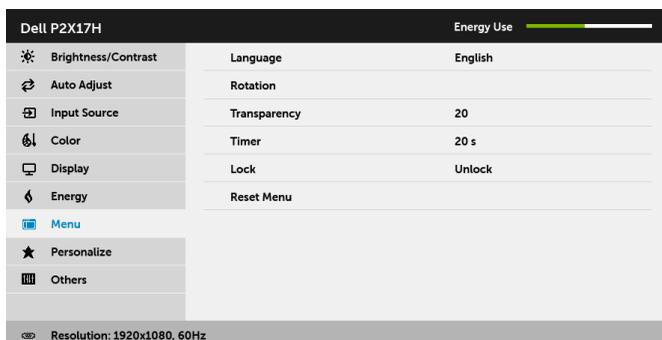 Dell P2X17H Energy Use
Brightness/Contrast Language English
Auto Adjust Rotation
Input Source Transparency 20
Color Timer 20 s
Display Lock Unlock
Energy Reset Menu
Menu
Personalize
Others
Resolution: 1920x1080, 60Hz